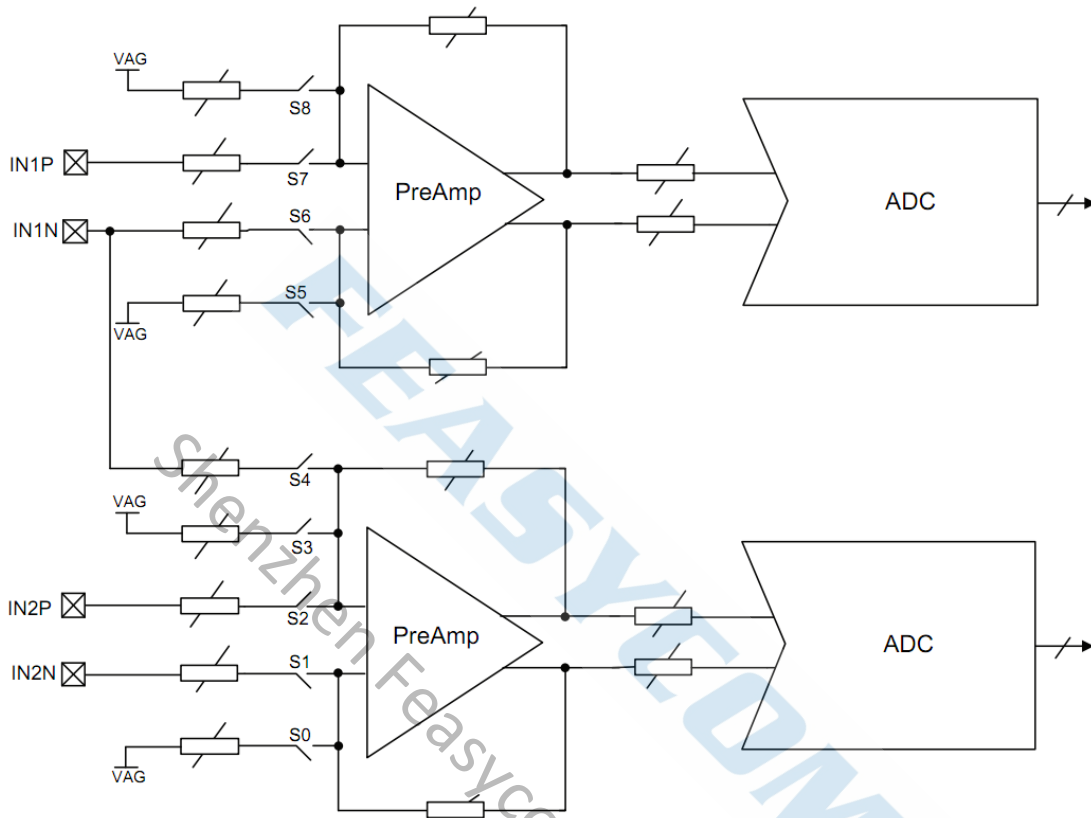 VAG
S8
IN1P
S7
PreAmp
ADC
IN1N
S6
S5
VAG
S4
VAG
S3
IN2P
S2
PreAmp
ADC
IN2N
S1
S0
VAG
FEASYCOM
Shenzhen Feasyco